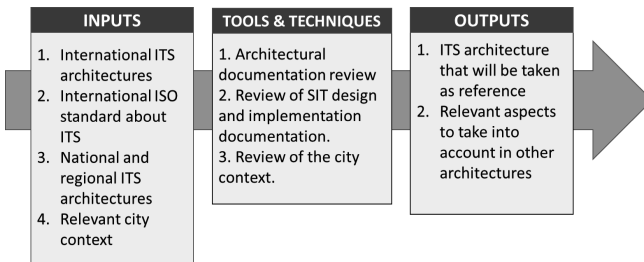 INPUTS
1. International ITS
architectures
2. International ISO
standard about
ITS
3. National and
regional ITS
architectures
4. Relevant city
context
TOOLS & TECHNIQUES
1. Architectural
documentation review
2. Review of SIT design
and implementation
documentation.
3. Review of the city
context.
OUTPUTS
1. ITS architecture
that will be taken
as reference
2. Relevant aspects
to take into
account in other
architectures